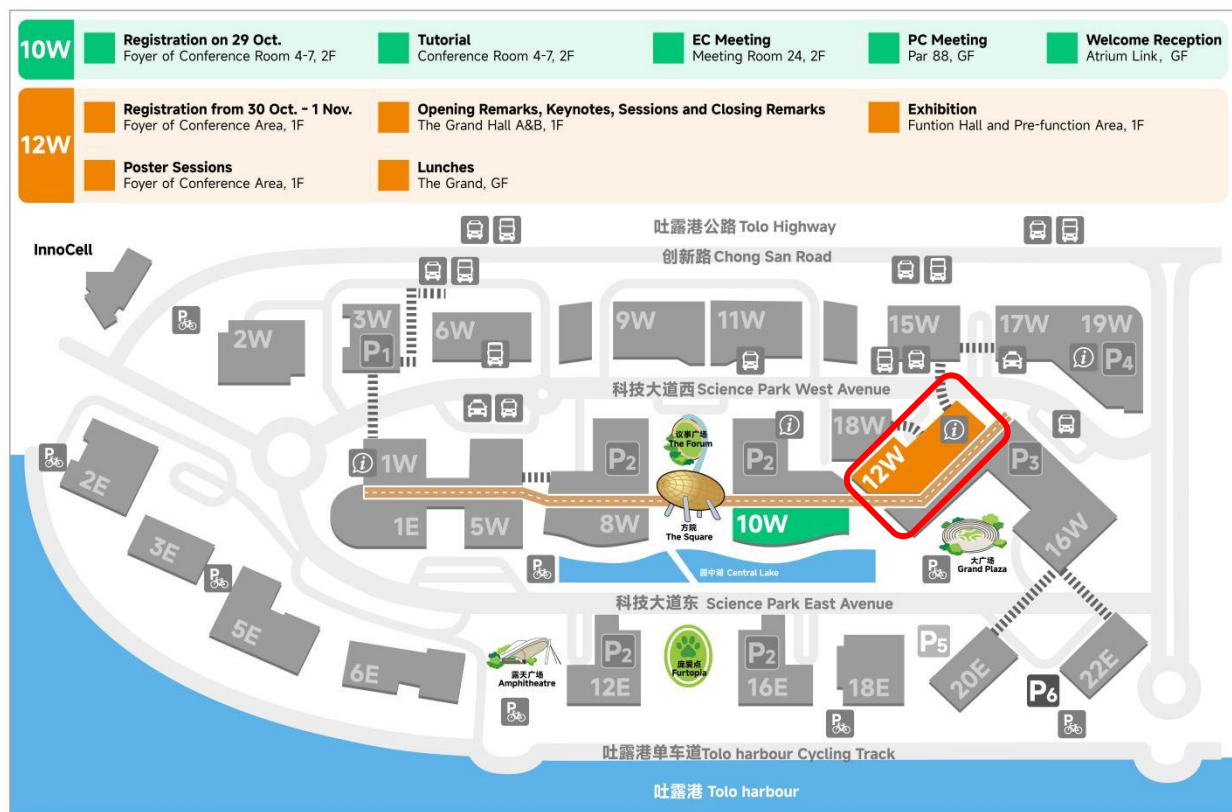 10W
Registration on 29 Oct.
Foyer of Conference Room 4-7, 2F
Tutorial
Conference Room 4-7, 2F
EC Meeting
Meeting Room 24, 2F
PC Meeting
Par 88, GF
Welcome Reception
Atrium Link, GF
12W
Registration from 30 Oct. - 1 Nov.
Foyer of Conference Area, 1F
Opening Remarks, Keynotes, Sessions and Closing Remarks
The Grand Hall A&B, 1F
Exhibition
Funtion Hall and Pre-function Area, 1F
Poster Sessions
Foyer of Conference Area, 1F
Lunches
The Grand, GF
吐露港公路 Tolo Highway
创新路 Chong San Road
InnoCell
P
2W
3W
P1
6W
9W
11W
15W
17W
19W
i
P4
科技大道西 Science Park West Avenue
议事广场
The Forum
P
2E
i
1W
P2
P2
i
18W
12W
i
P3
1E
5W
8W
方院
The Square
10W
16W
大广场
Grand Plaza
3E
P
P
园中湖 Central Lake
P
5E
科技大道东 Science Park East Avenue
6E
露天广场
Amphitheatre
P2
12E
庞爱点
Furtopia
P2
16E
18E
P5
20E
22E
P6
P
P
P
吐露港单车道 Tolo harbour Cycling Track
吐露港 Tolo harbour